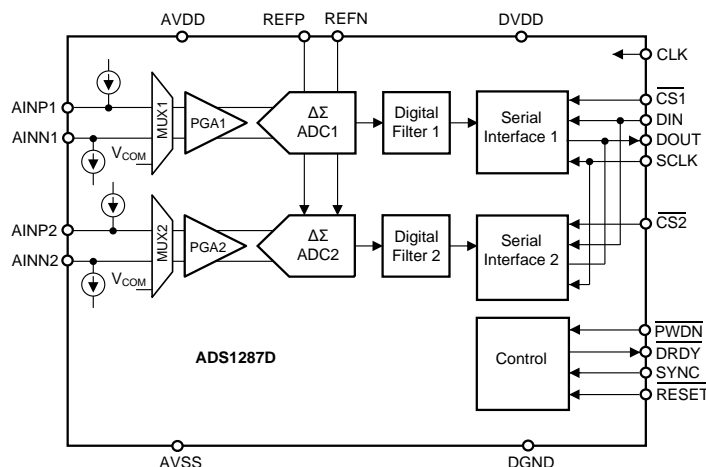 AVDD
REFP
REFN
DVDD
CLK
CS1
DIN
DOUT
SCLK
AINP1
AINN1
VCOM
MUX1
PGA1
ΔΣ
ADC1
Digital
Filter 1
Serial
Interface 1
CS2
AINP2
AINN2
VCOM
MUX2
PGA2
ΔΣ
ADC2
Digital
Filter 2
Serial
Interface 2
ADS1287D
Control
PWDN
DRDY
SYNC
RESET
AVSS
DGND